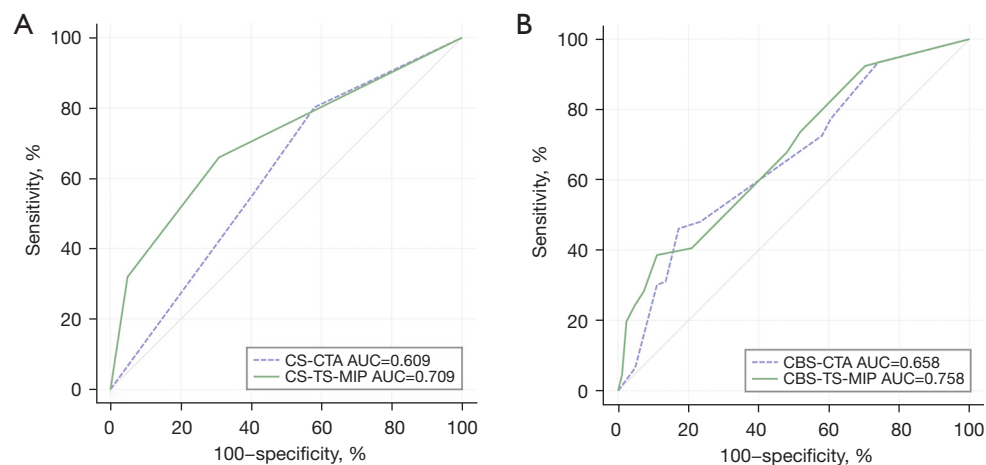 A
100
80
60
40
20
0
Sensitivity, %
CS-CTA AUC=0.609
CS-TS-MIP AUC=0.709
0 20 40 60 80 100
100–specificity, %
B
100
80
60
40
20
0
Sensitivity, %
CBS-CTA AUC=0.658
CBS-TS-MIP AUC=0.758
0 20 40 60 80 100
100–specificity, %